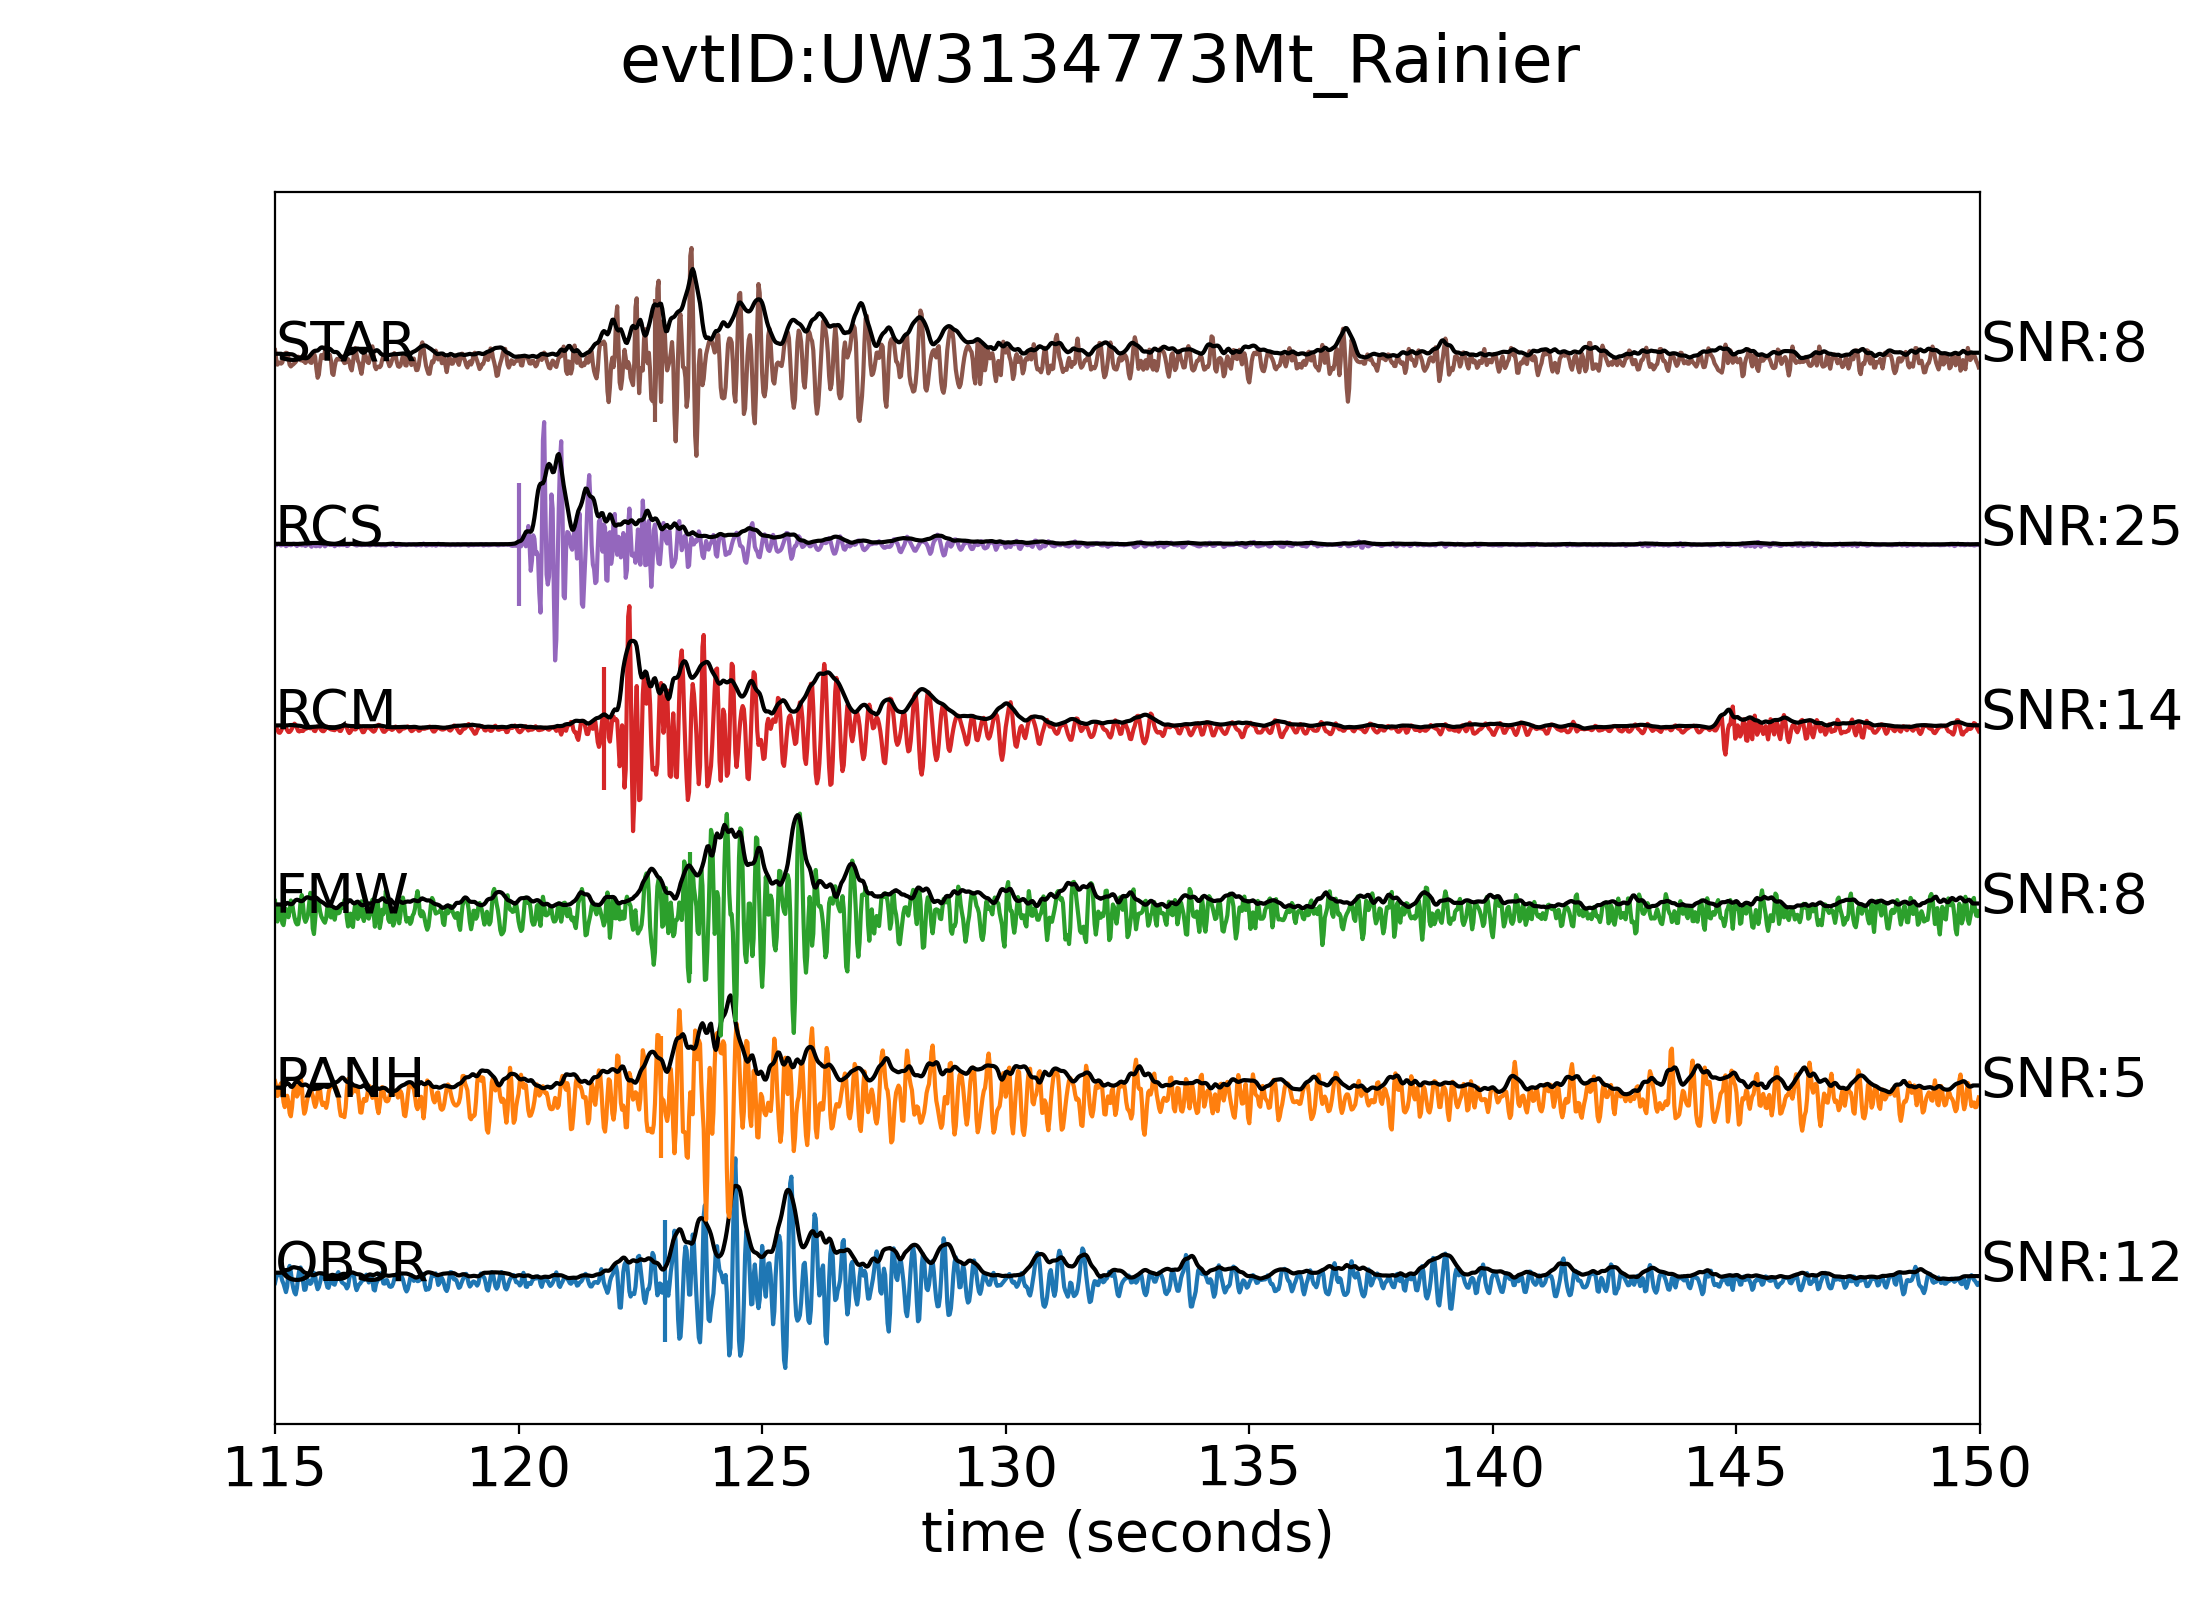 evtID:UW3134773Mt_Rainier
STAR SNR:8
RCS SNR:25
RCM SNR:14
FMW SNR:8
PANH SNR:5
OBSR SNR:12
115 120 125 130 135 140 145 150
time (seconds)